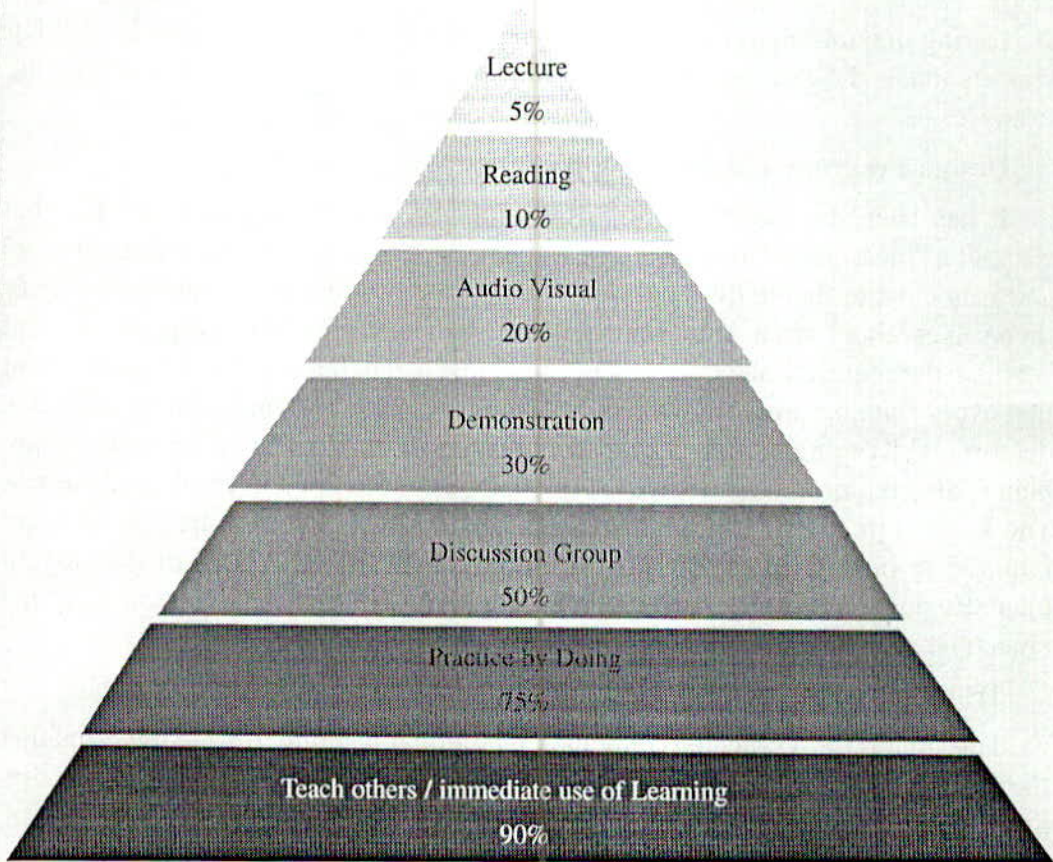 Lecture
5%
Reading
10%
Audio Visual
20%
Demonstration
30%
Discussion Group
50%
Practice by Doing
75%
Teach others / immediate use of Learning
90%